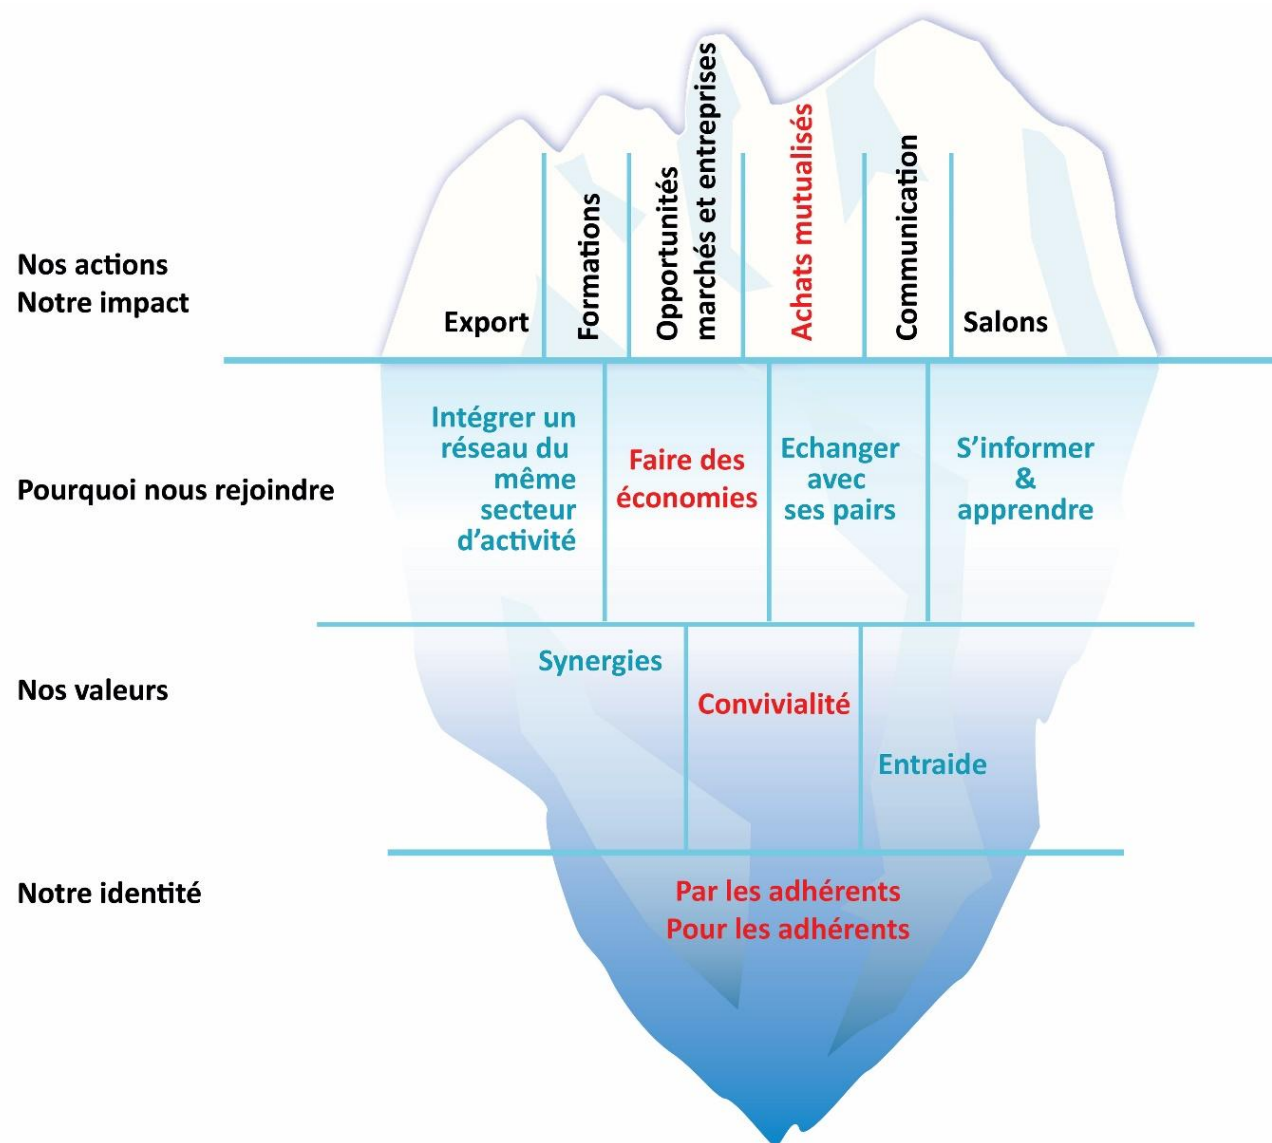 Nos actions
Notre impact
Export
Formations
Opportunités
marchés et entreprises
Achats mutualisés
Communication
Salons
Pourquoi nous rejoindre
Intégrer un
réseau du
même
secteur
d’activité
Faire des
économies
Echanger
avec
ses pairs
S’informer
&
apprendre
Nos valeurs
Synergies
Convivialité
Entraide
Notre identité
Par les adhérents
Pour les adhérents